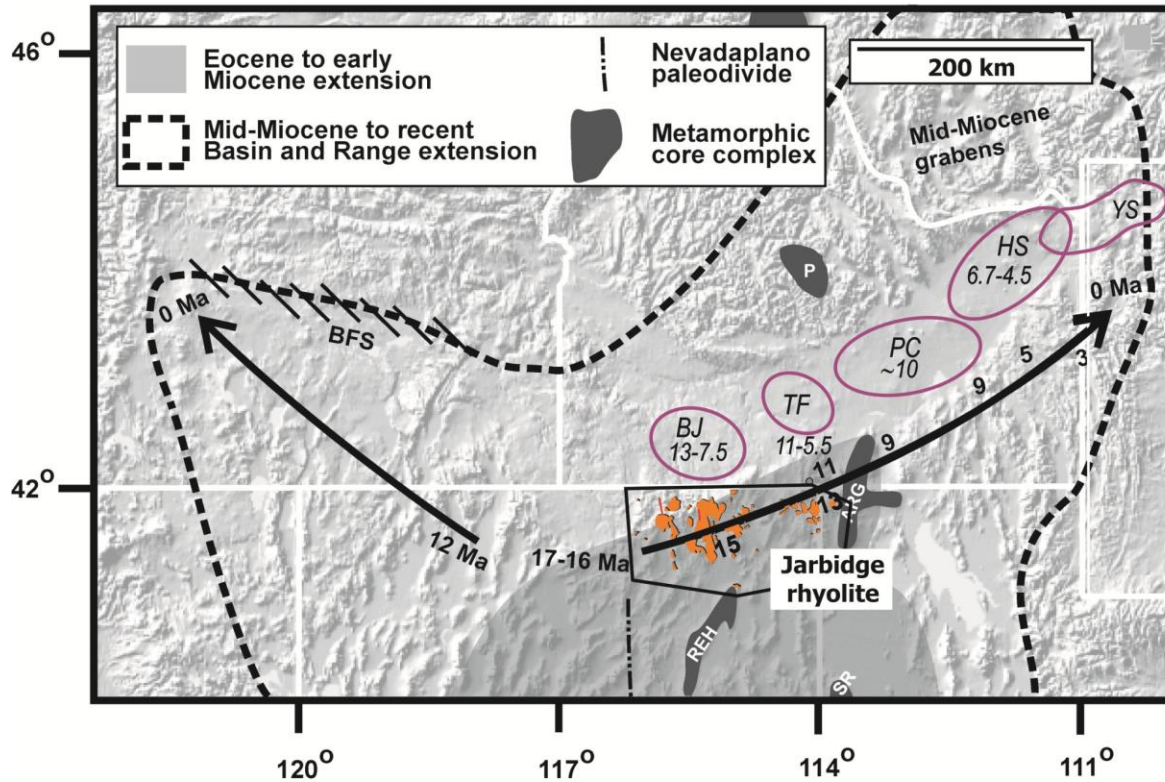 46°
Eocene to early
Miocene extension
Nevadaplano
paleodivide
Mid-Miocene to recent
Basin and Range extension
Metamorphic
core complex
200 km
Mid-Miocene
grabens
YS
HS
6.7-4.5
P
0 Ma
0 Ma
BFS
PC
~10
5
3
9
TF
11-5.5
BJ
13-7.5
9
11
42°
13
ARG
12 Ma
17-16 Ma
15
Jarbidge
rhyolite
REH
SR
120°
117°
114°
111°